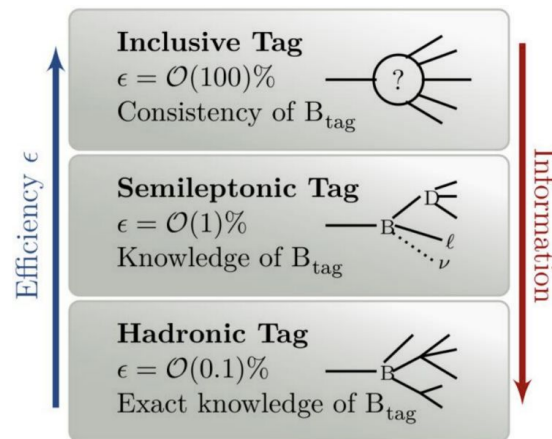 Efficiency ϵ
Inclusive Tag
ϵ = 𝒪(100)%
Consistency of B_tag
?
Semileptonic Tag
ϵ = 𝒪(1)%
Knowledge of B_tag
B
D
ℓ
ν
Hadronic Tag
ϵ = 𝒪(0.1)%
Exact knowledge of B_tag
B
Information